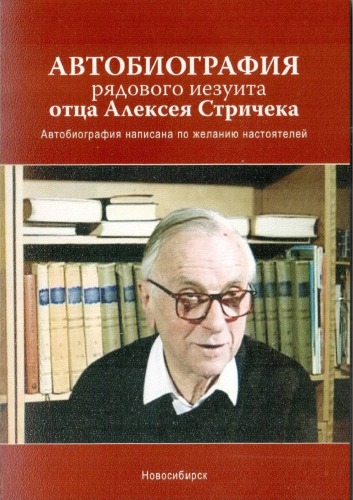 АВТОБИОГРАФИЯ
рядового иезуита
отца Алексея Стричека
Автобиография написана по желанию настоятелей
Новосибирск